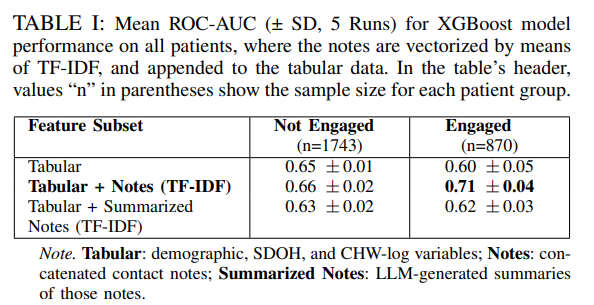 TABLE I: Mean ROC-AUC (± SD, 5 Runs) for XGBoost model
performance on all patients, where the notes are vectorized by means
of TF-IDF, and appended to the tabular data. In the table's header,
values “n” in parentheses show the sample size for each patient group.
Feature Subset Not Engaged Engaged
(n=1743) (n=870)
Tabular 0.65 ±0.01 0.60 ±0.05
Tabular + Notes (TF-IDF) 0.66 ±0.02 0.71 ±0.04
Tabular + Summarized 0.63 ±0.02 0.62 ±0.03
Notes (TF-IDF)
Note. Tabular: demographic, SDOH, and CHW-log variables; Notes: con-
catenated contact notes; Summarized Notes: LLM-generated summaries
of those notes.